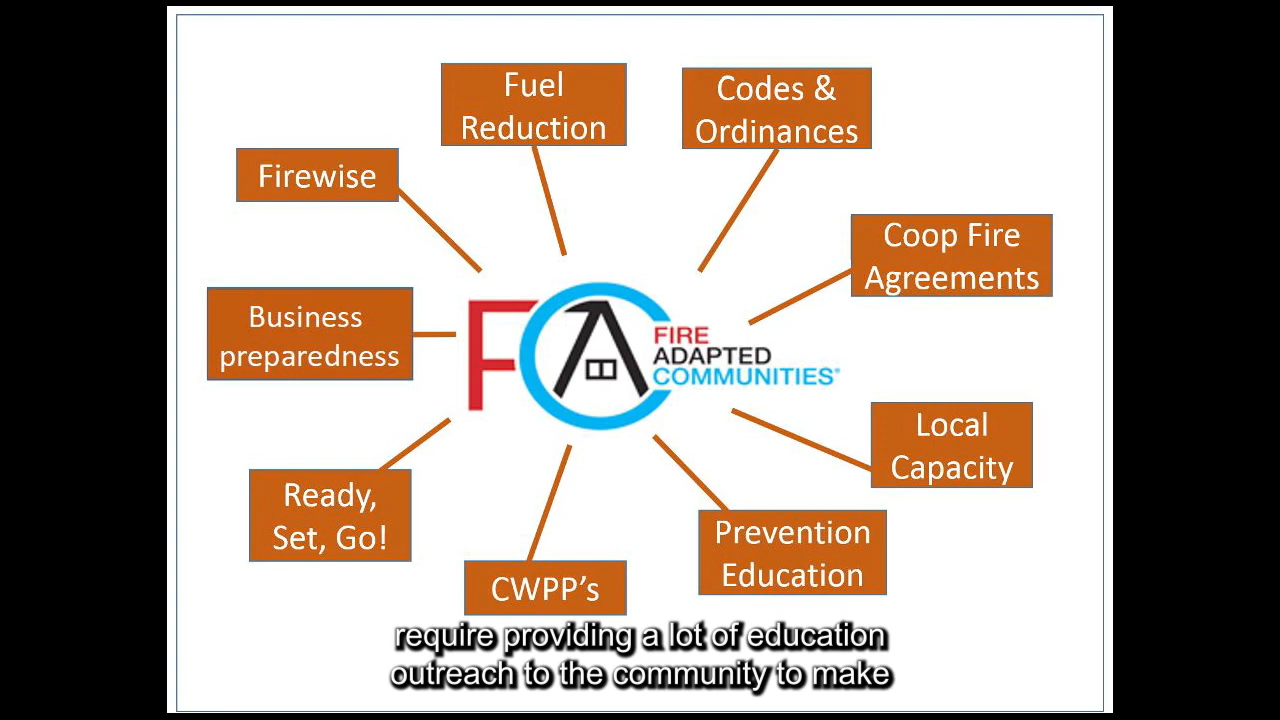 Fuel
Reduction
Codes &
Ordinances
Firewise
Coop Fire
Agreements
Business
preparedness
FCA
FIRE
ADAPTED
COMMUNITIES®
Local
Capacity
Ready,
Set, Go!
Prevention
Education
CWPP's
require providing a lot of education
outreach to the community to make